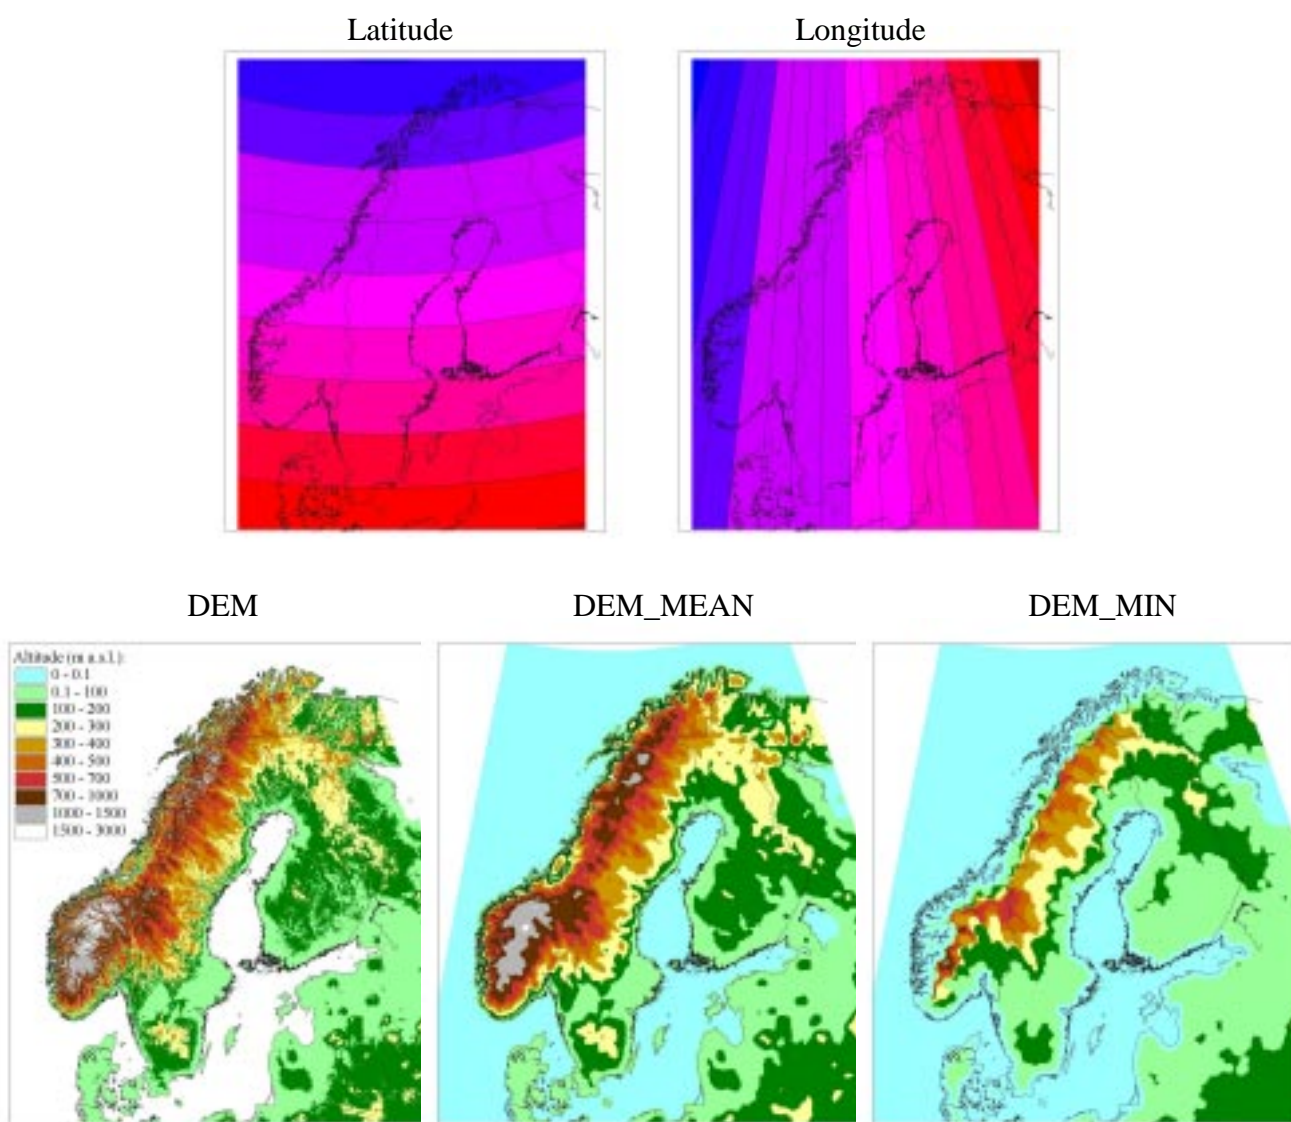 Latitude
Longitude
DEM
DEM_MEAN
DEM_MIN
Altitude (m a.s.l.):
0 - 0.1
0.1 - 100
100 - 200
200 - 300
300 - 400
400 - 500
500 - 700
700 - 1000
1000 - 1500
1500 - 3000